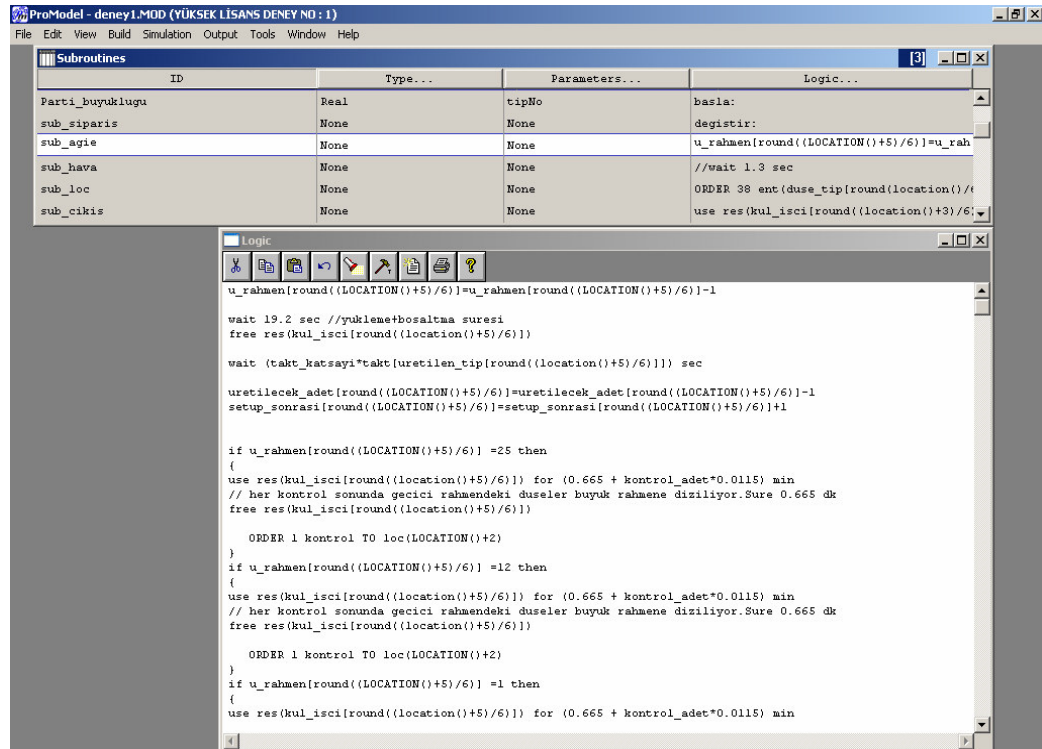 ProModel - deney1.MOD (YÜKSEK LİSANS DENEY NO : 1)
File Edit View Build Simulation Output Tools Window Help
Subroutines [3]
ID Type... Parameters... Logic...
Parti_buyuklugu Real tipNo basla:
sub_siparis None None degistir:
sub_agie None None u_rahmen[round((LOCATION()+5)/6)]=u_rah
sub_hava None None //wait 1.3 sec
sub_loc None None ORDER 38 ent(duse_tip[round(location()/6
sub_cikis None None use res(kul_isci[round((location()+3)/6)
Logic
u_rahmen[round((LOCATION()+5)/6)]=u_rahmen[round((LOCATION()+5)/6)]-1
wait 19.2 sec //yukleme+bosaltma suresi
free res(kul_isci[round((location()+5)/6)])
wait (takt_katsayi*takt[uretilen_tip[round((location()+5)/6)]]) sec
uretilecek_adet[round((LOCATION()+5)/6)]=uretilecek_adet[round((LOCATION()+5)/6)]-1
setup_sonrasi[round((LOCATION()+5)/6)]=setup_sonrasi[round((LOCATION()+5)/6)]+1
if u_rahmen[round((LOCATION()+5)/6)] =25 then
{
use res(kul_isci[round((location()+5)/6)]) for (0.665 + kontrol_adet*0.0115) min
// her kontrol sonunda gecici rahmendeki duseler buyuk rahmene diziliyor.Sure 0.665 dk
free res(kul_isci[round((location()+5)/6)])
ORDER 1 kontrol TO loc(LOCATION()+2)
}
if u_rahmen[round((LOCATION()+5)/6)] =12 then
{
use res(kul_isci[round((location()+5)/6)]) for (0.665 + kontrol_adet*0.0115) min
// her kontrol sonunda gecici rahmendeki duseler buyuk rahmene diziliyor.Sure 0.665 dk
free res(kul_isci[round((location()+5)/6)])
ORDER 1 kontrol TO loc(LOCATION()+2)
}
if u_rahmen[round((LOCATION()+5)/6)] =1 then
{
use res(kul_isci[round((location()+5)/6)]) for (0.665 + kontrol_adet*0.0115) min